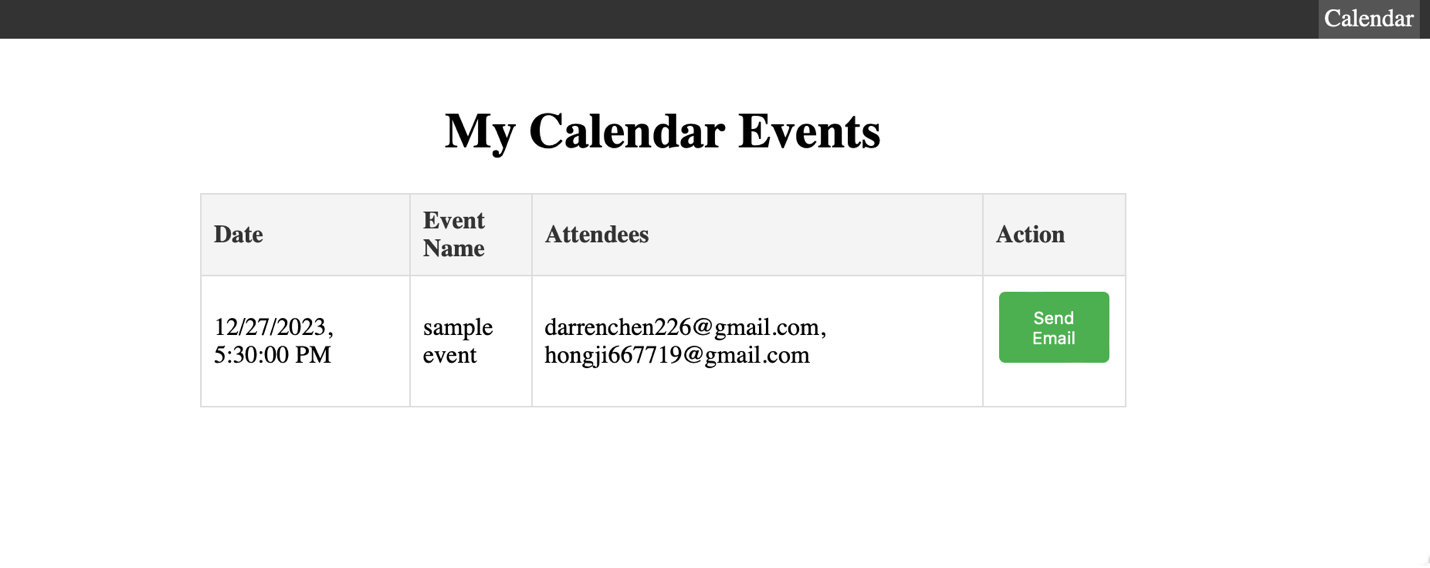 Calendar
My Calendar Events
Date
Event
Name
Attendees
Action
12/27/2023,
5:30:00 PM
sample
event
darrenchen226@gmail.com,
hongji667719@gmail.com
Send
Email